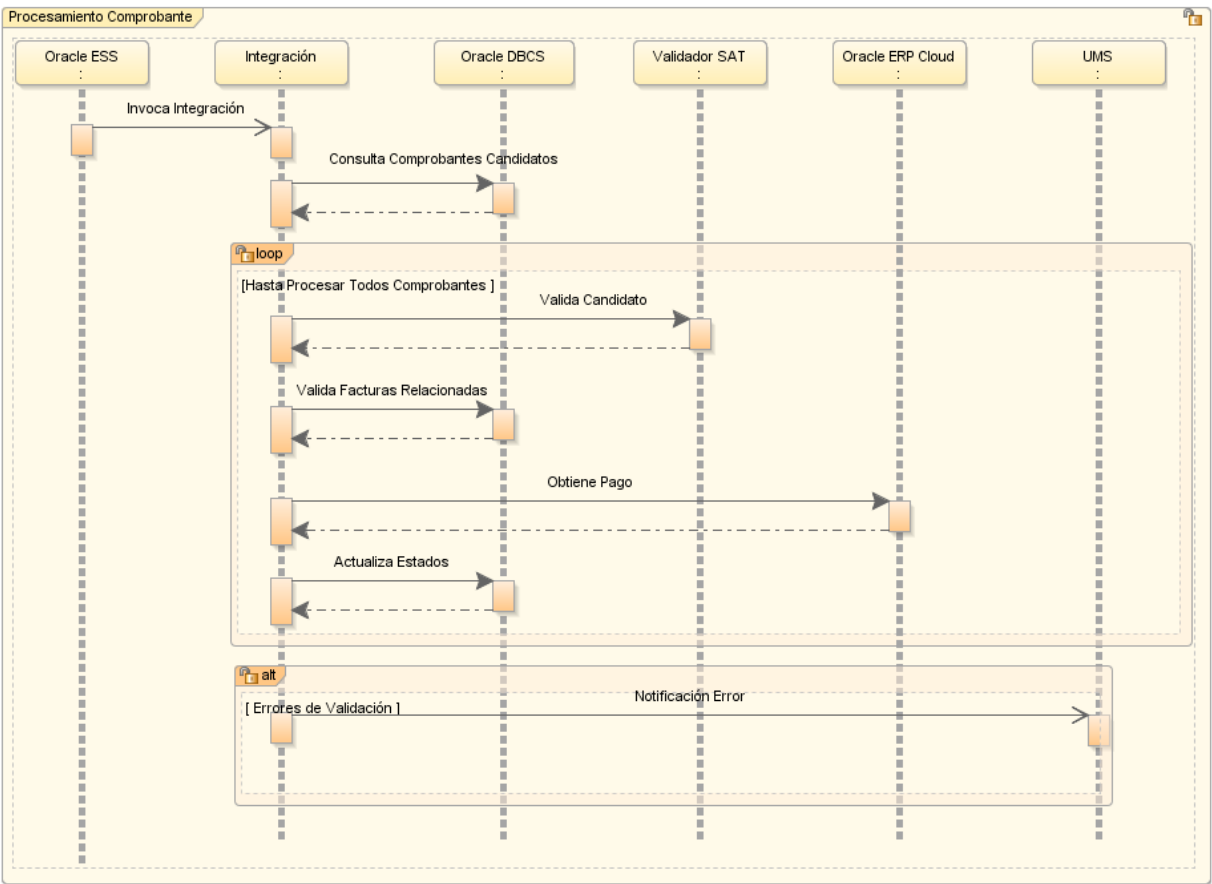 Procesamiento Comprobante
Oracle ESS
:
Integración
:
Oracle DBCS
:
Validador SAT
:
Oracle ERP Cloud
:
UMS
:
Invoca Integración
Consulta Comprobantes Candidatos
loop
[Hasta Procesar Todos Comprobantes ]
Valida Candidato
Valida Facturas Relacionadas
Obtiene Pago
Actualiza Estados
alt
[ Errores de Validación ]
Notificación Error